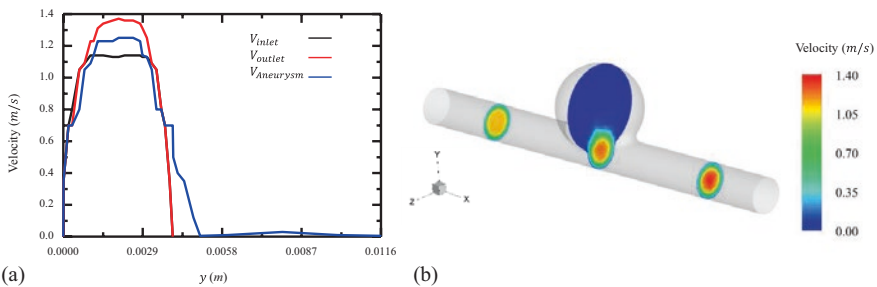 1.4
1.2
1.0
0.8
0.6
0.4
0.2
0.0
Velocity (m/s)
0.0000 0.0029 0.0058 0.0087 0.0116
y (m)
V_inlet
V_outlet
V_Aneurysm
(a)
Velocity (m/s)
1.40
1.05
0.70
0.35
0.00
Y
Z
X
(b)